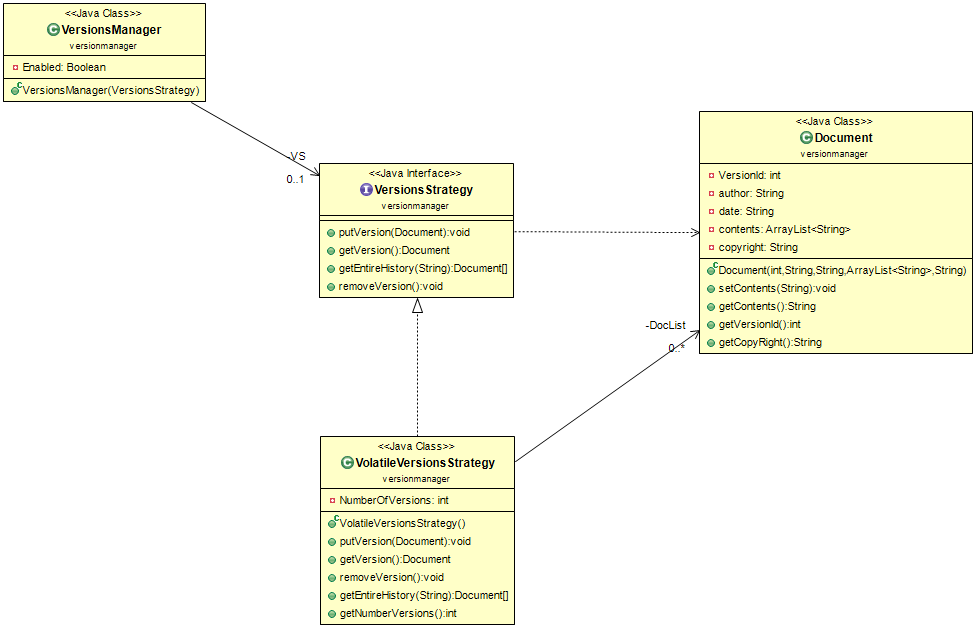 <<Java Class>>
VersionsManager
versionmanager
Enabled: Boolean
VersionsManager(VersionsStrategy)
-VS
0..1
<<Java Interface>>
VersionsStrategy
versionmanager
putVersion(Document):void
getVersion():Document
getEntireHistory(String):Document[]
removeVersion():void
<<Java Class>>
Document
versionmanager
VersionId: int
author: String
date: String
contents: ArrayList<String>
copyright: String
Document(int,String,String,ArrayList<String>,String)
setContents(String):void
getContents():String
getVersionId():int
getCopyRight():String
-DocList
0..*
<<Java Class>>
VolatileVersionsStrategy
versionmanager
NumberOfVersions: int
VolatileVersionsStrategy()
putVersion(Document):void
getVersion():Document
removeVersion():void
getEntireHistory(String):Document[]
getNumberVersions():int